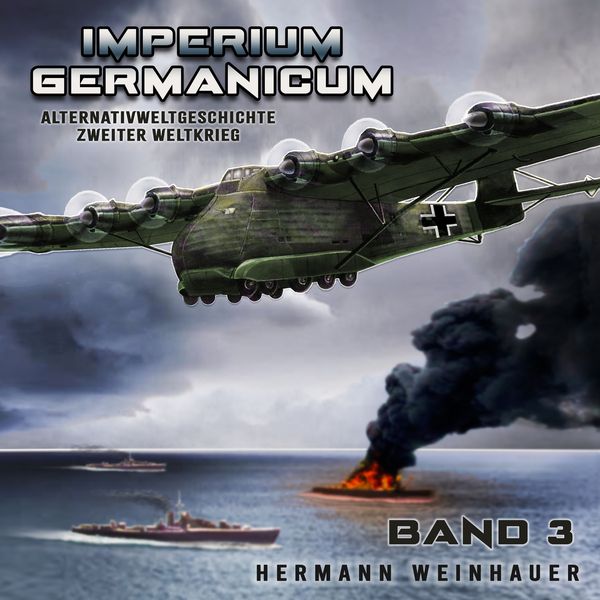 IMPERIUM
GERMANICUM
ALTERNATIVWELTGESCHICHTE
ZWEITER WELTKRIEG
BAND 3
HERMANN WEINHAUER